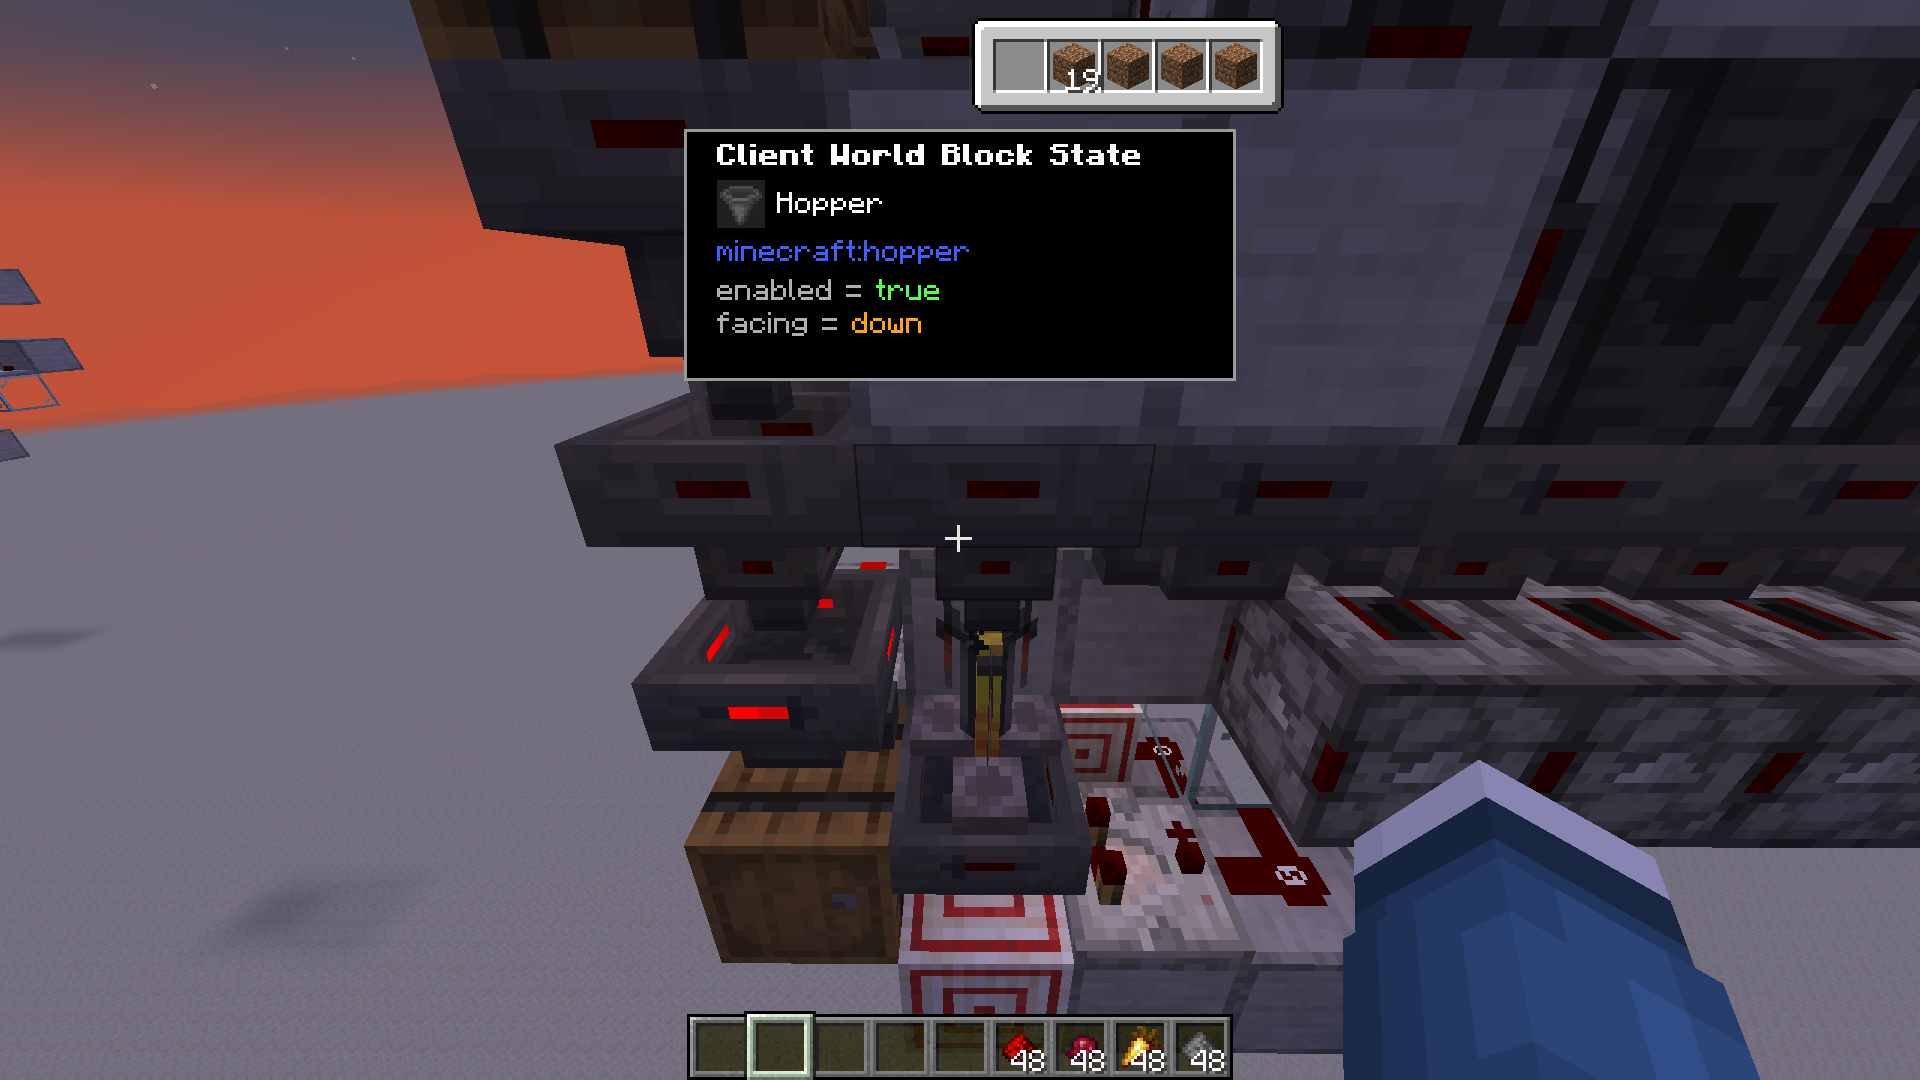 19
Client World Block State
Hopper
minecraft:hopper
enabled = true
facing = down
48
48
48
48